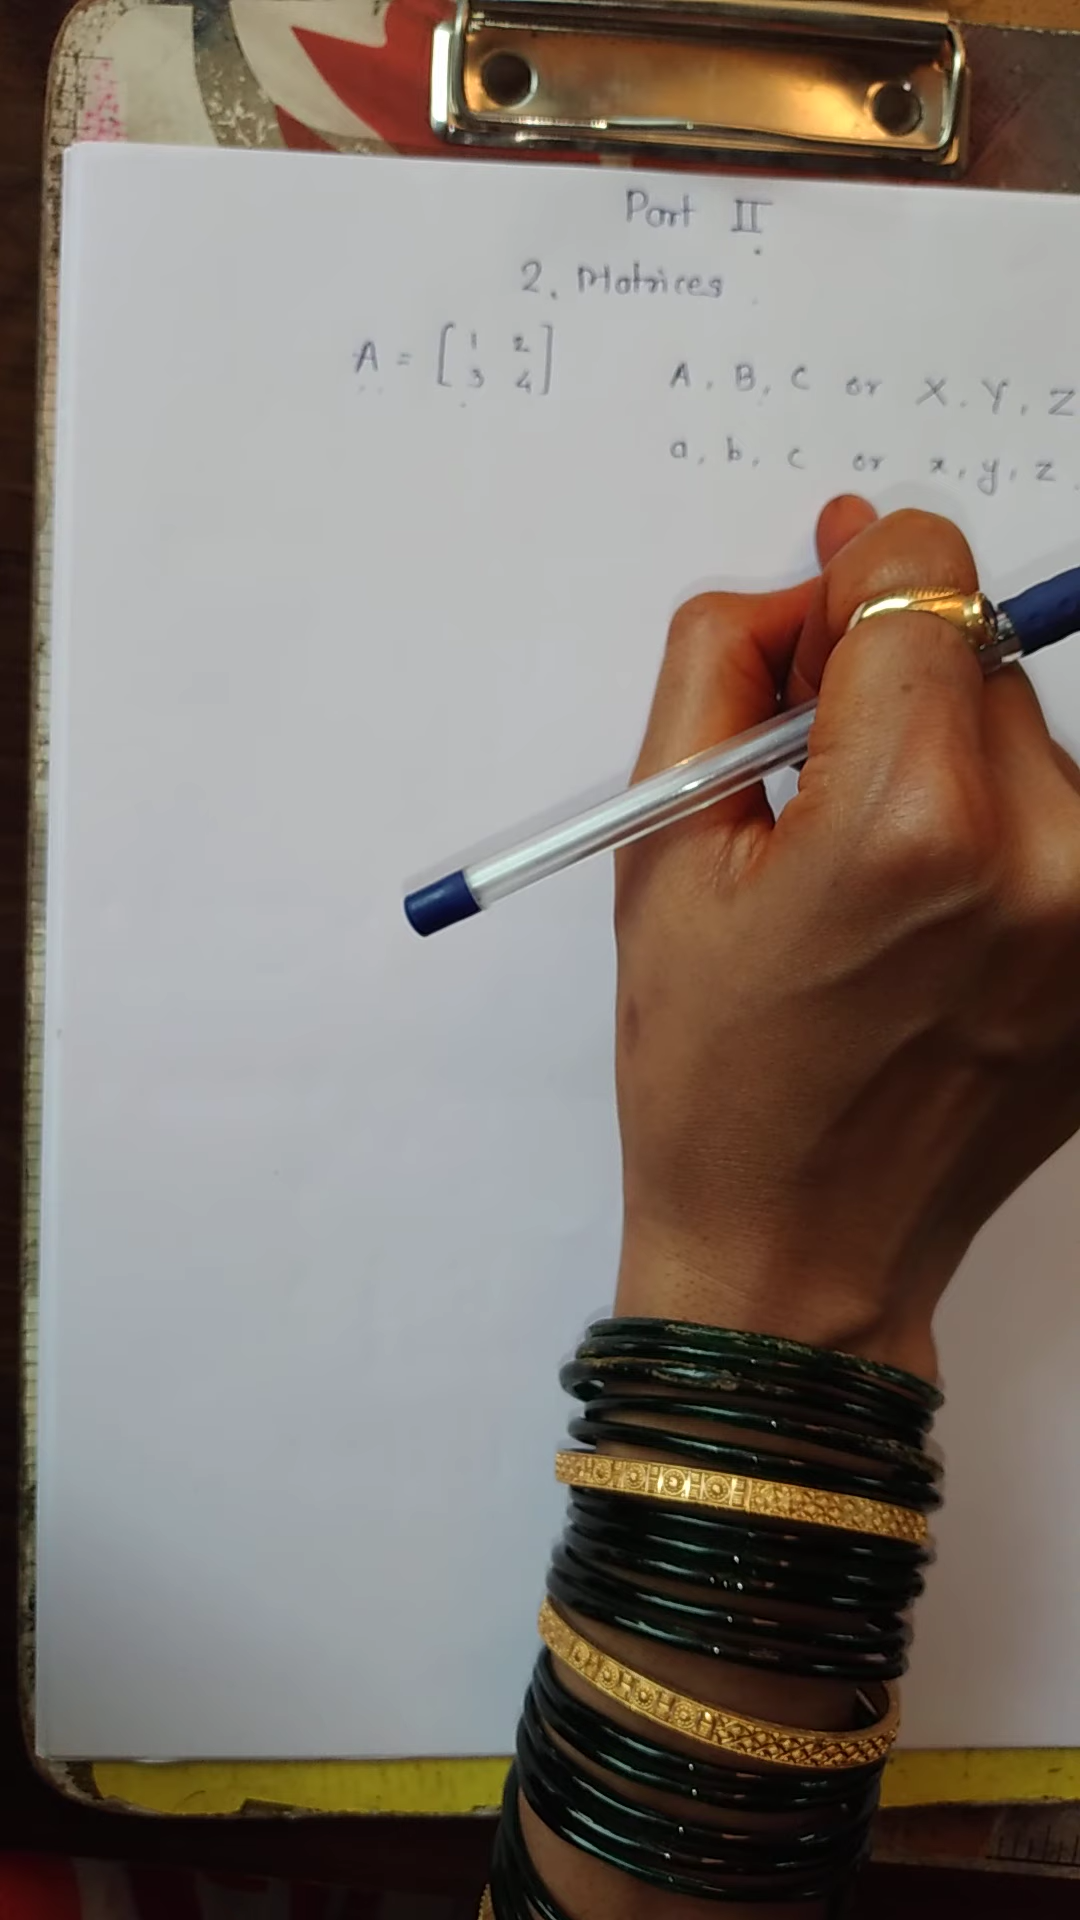 Part II
2. Matrices
A = [1 2
3 4]
A, B, C or X, Y, Z
a, b, c or x, y, z.